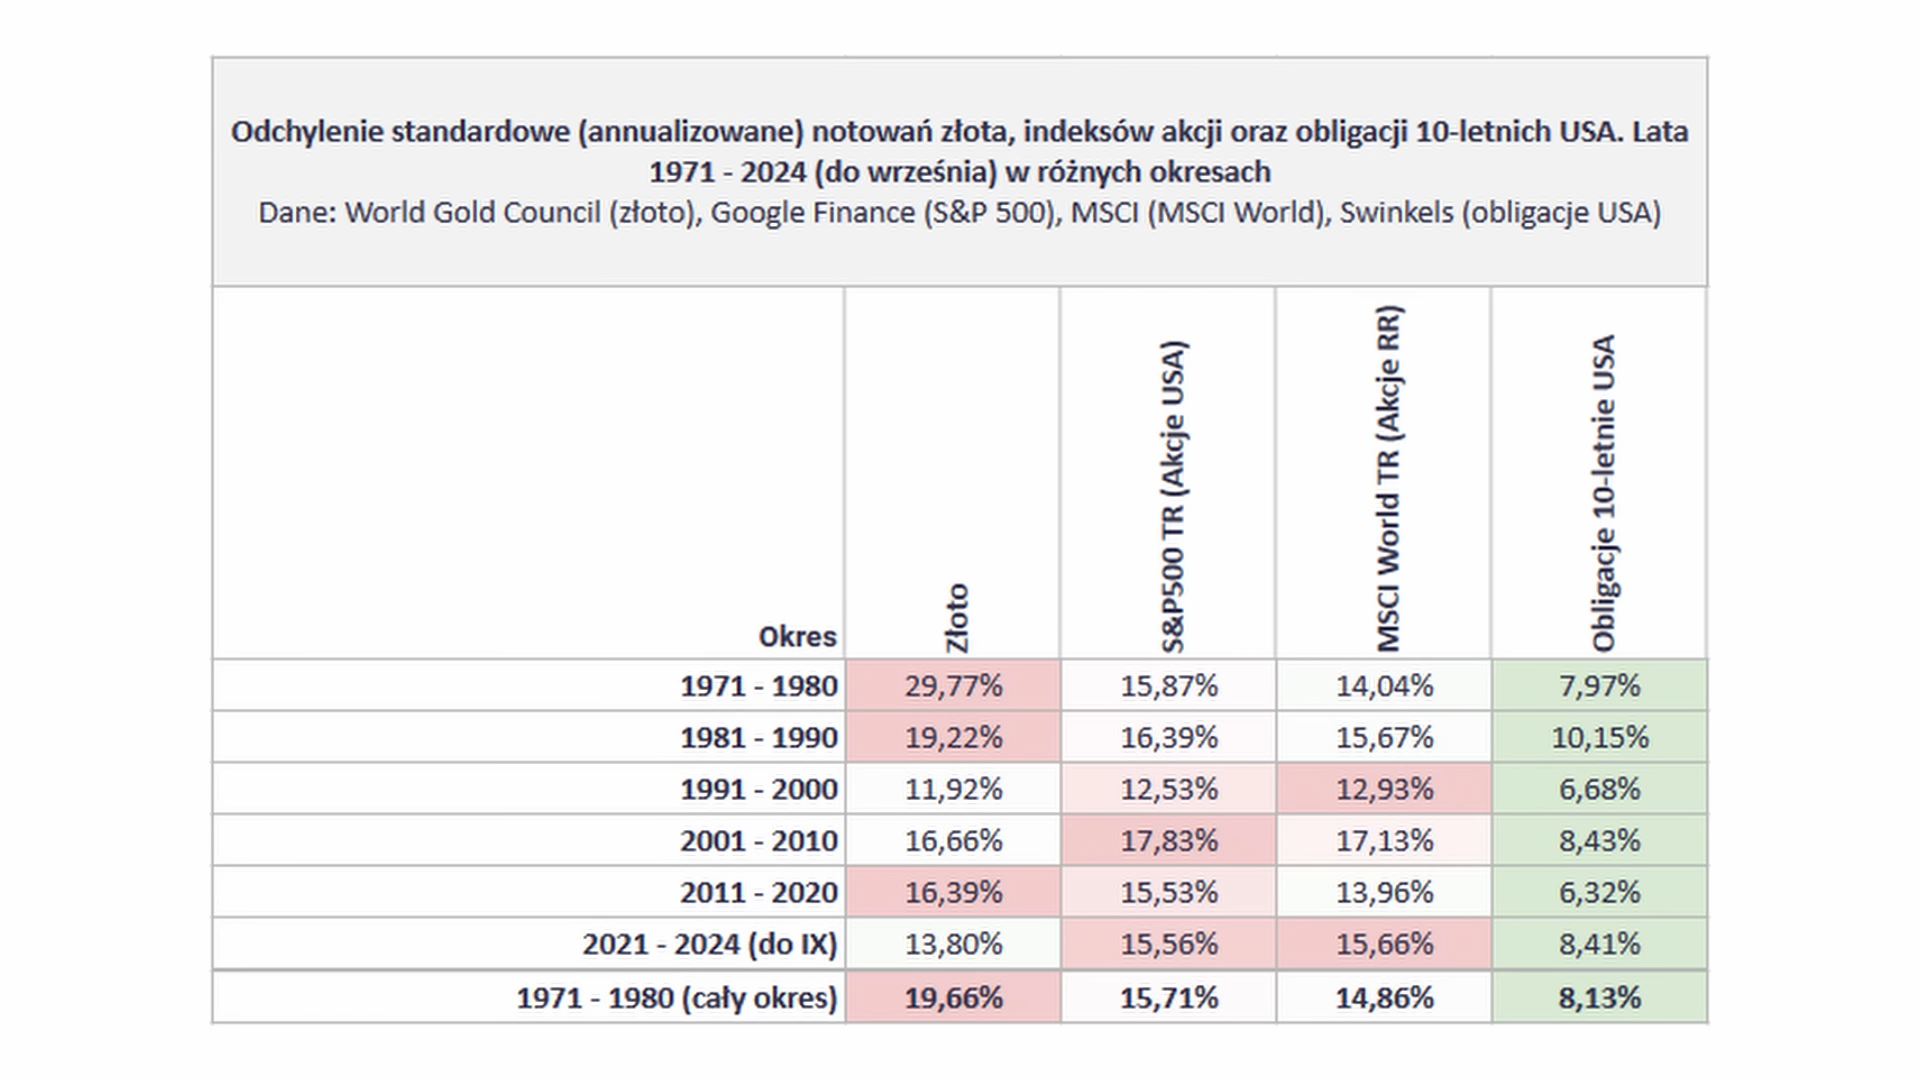 Odchylenie standardowe (annualizowane) notowań złota, indeksów akcji oraz obligacji 10-letnich USA. Lata
1971 - 2024 (do września) w różnych okresach
Dane: World Gold Council (złoto), Google Finance (S&P 500), MSCI (MSCI World), Swinkels (obligacje USA)
Okres Złoto S&P500 TR (Akcje USA) MSCI World TR (Akcje RR) Obligacje 10-letnie USA
1971 - 1980 29,77% 15,87% 14,04% 7,97%
1981 - 1990 19,22% 16,39% 15,67% 10,15%
1991 - 2000 11,92% 12,53% 12,93% 6,68%
2001 - 2010 16,66% 17,83% 17,13% 8,43%
2011 - 2020 16,39% 15,53% 13,96% 6,32%
2021 - 2024 (do IX) 13,80% 15,56% 15,66% 8,41%
1971 - 1980 (cały okres) 19,66% 15,71% 14,86% 8,13%